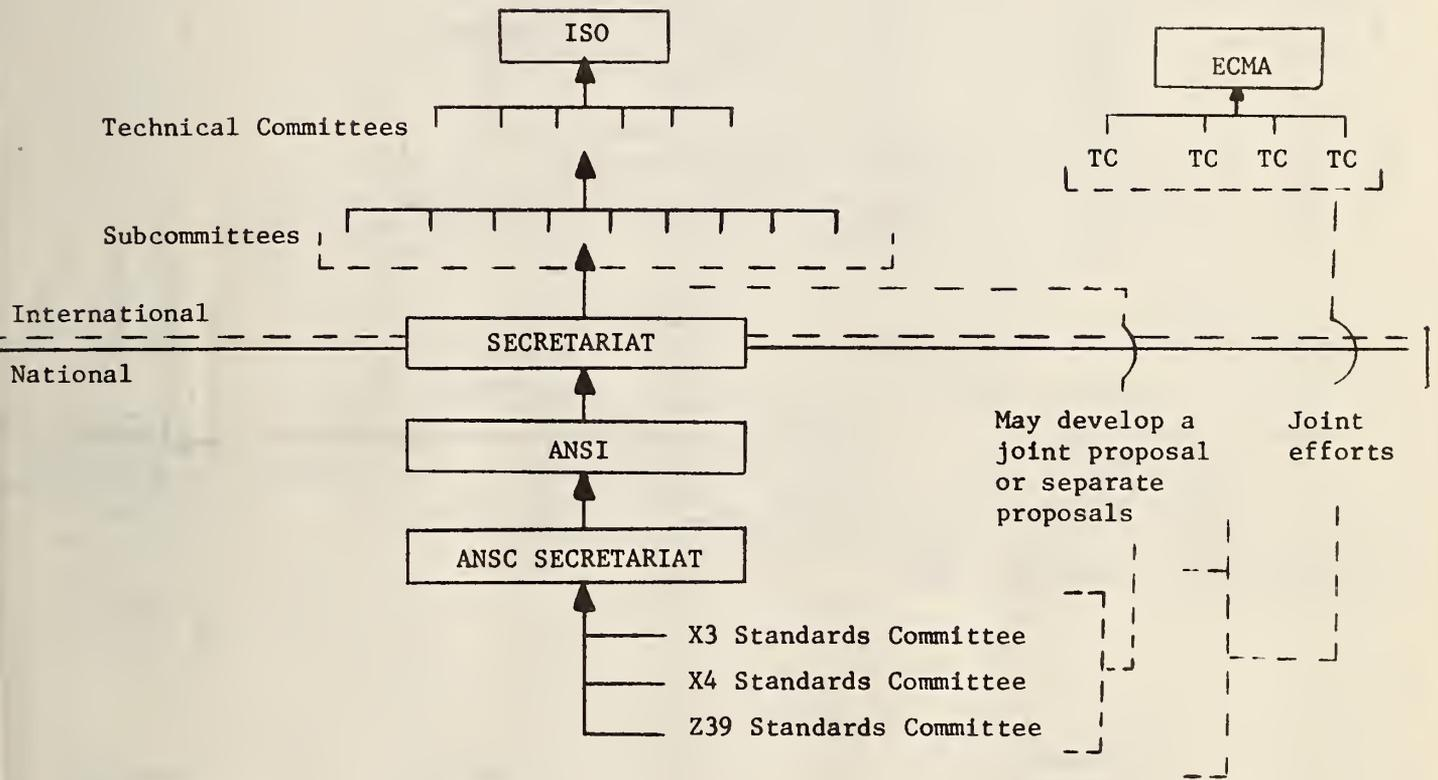 ISO
ECMA
Technical Committees
TC TC TC TC
Subcommittees
International
SECRETARIAT
National
May develop a
joint proposal
or separate
proposals
Joint
efforts
ANSI
ANSC SECRETARIAT
X3 Standards Committee
X4 Standards Committee
Z39 Standards Committee